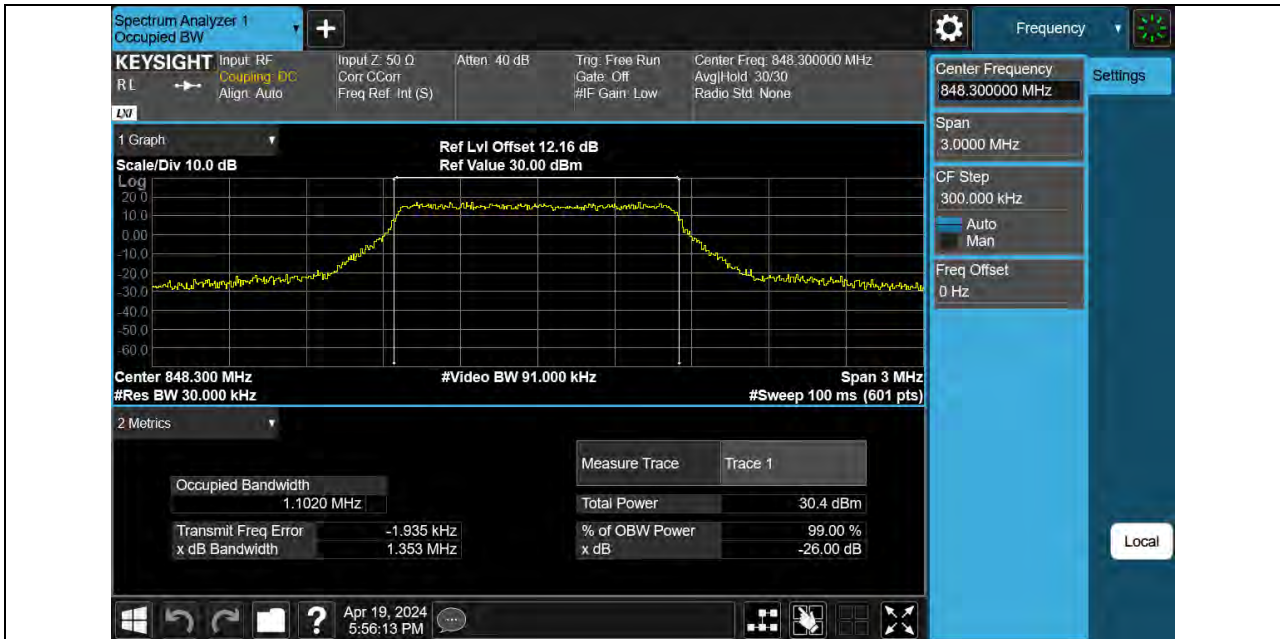 Spectrum Analyzer 1
Occupied BW
+
Frequency
KEYSIGHT
RL
LXI
Input: RF
Coupling: DC
Align: Auto
Input Z: 50 Ω
Corr CCorr
Freq Ref: Int (S)
Atten: 40 dB
Trig: Free Run
Gate: Off
#IF Gain: Low
Center Freq: 848.300000 MHz
Avg|Hold: 30/30
Radio Std: None
Center Frequency
848.300000 MHz
Settings
Span
3.0000 MHz
CF Step
300.000 kHz
Auto
Man
Freq Offset
0 Hz
1 Graph
Scale/Div 10.0 dB
Ref Lvl Offset 12.16 dB
Ref Value 30.00 dBm
Log
20.0
10.0
0.00
-10.0
-20.0
-30.0
-40.0
-50.0
-60.0
Center 848.300 MHz
#Video BW 91.000 kHz
Span 3 MHz
#Res BW 30.000 kHz
#Sweep 100 ms (601 pts)
2 Metrics
Measure Trace
Trace 1
Occupied Bandwidth
1.1020 MHz
Total Power
30.4 dBm
Transmit Freq Error
-1.935 kHz
% of OBW Power
99.00 %
x dB Bandwidth
1.353 MHz
x dB
-26.00 dB
Local
?
Apr 19, 2024
5:56:13 PM